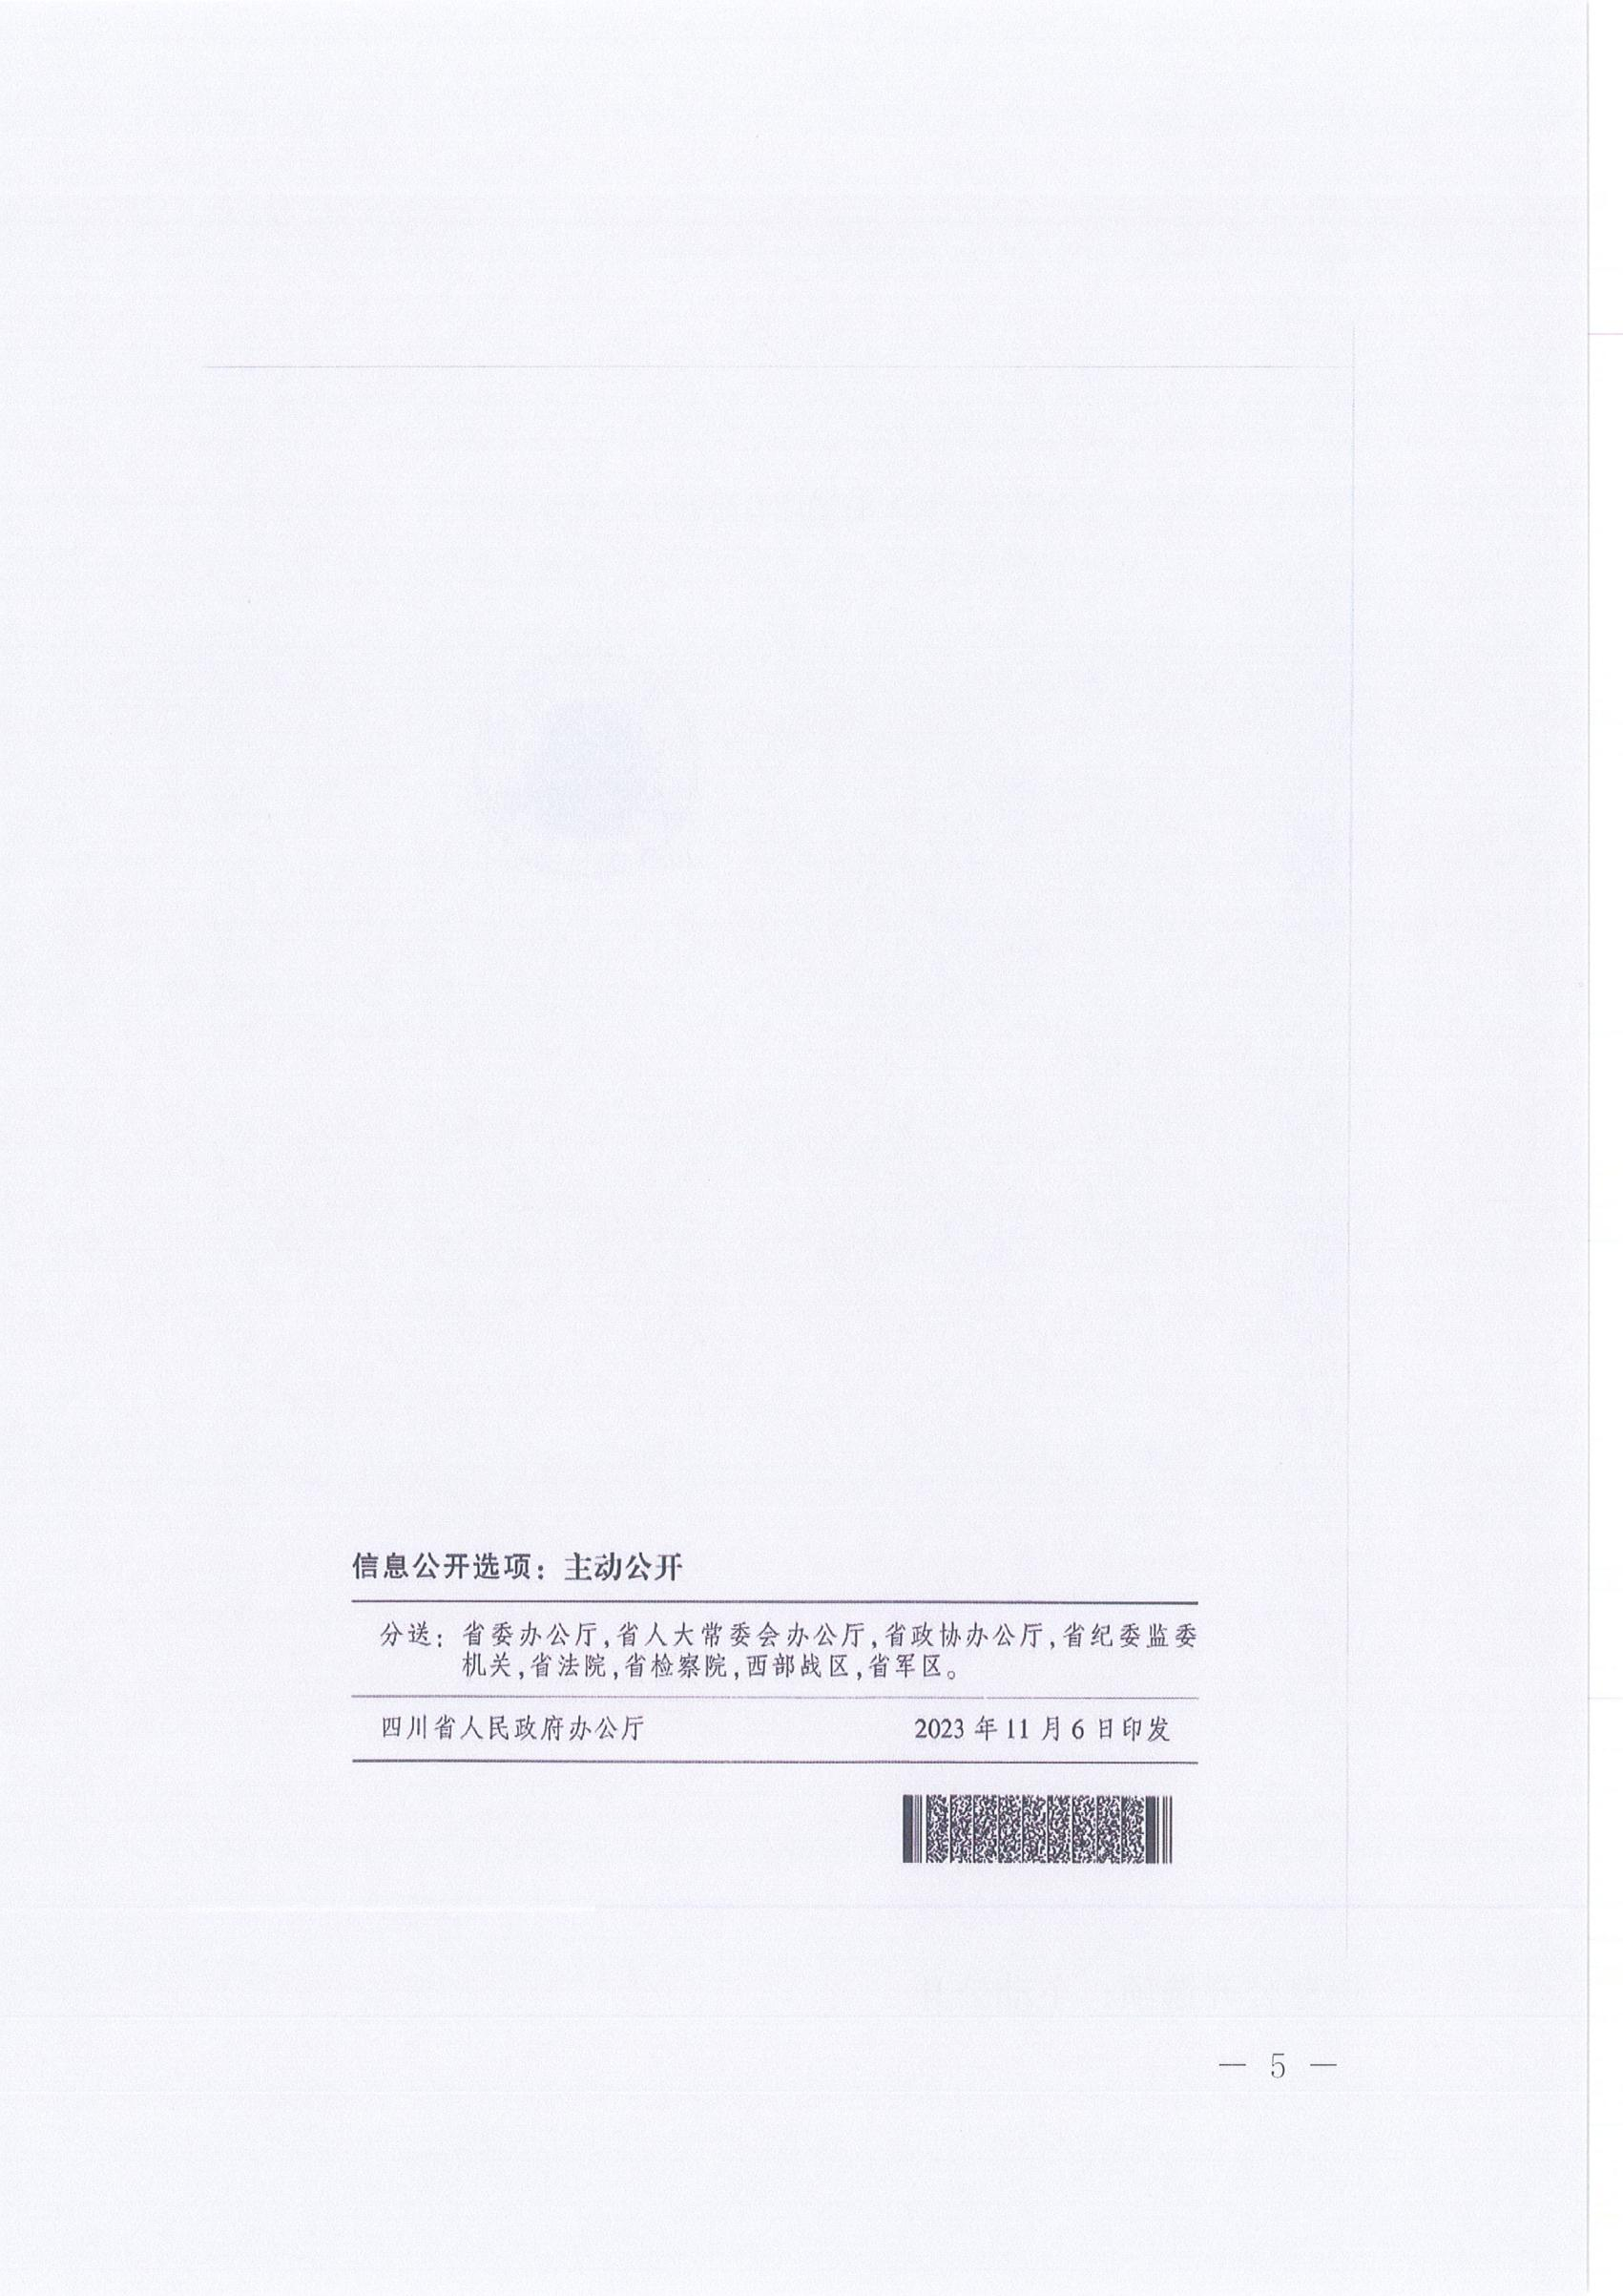 信息公开选项：主动公开
分送：省委办公厅,省人大常委会办公厅,省政协办公厅,省纪委监委
机关,省法院,省检察院,西部战区,省军区。
四川省人民政府办公厅 2023 年 11 月 6 日印发
— 5 —